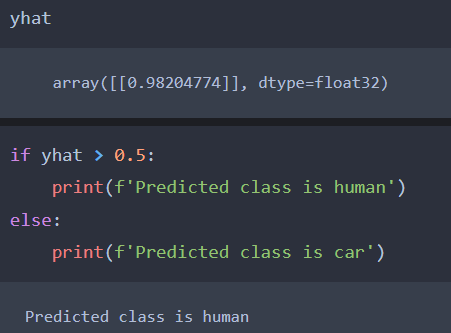 yhat
array([[0.98204774]], dtype=float32)
if yhat > 0.5:
    print(f'Predicted class is human')
else:
    print(f'Predicted class is car')
Predicted class is human